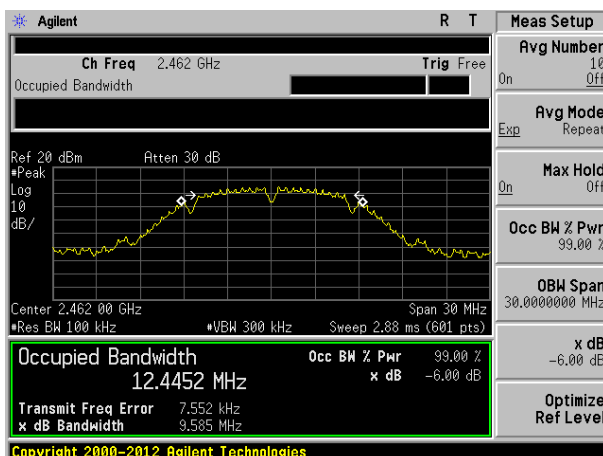 Agilent R T
Ch Freq 2.462 GHz Trig Free
Occupied Bandwidth
Ref 20 dBm Atten 30 dB
#Peak
Log
10
dB/
Center 2.462 00 GHz Span 30 MHz
#Res BW 100 kHz #VBW 300 kHz Sweep 2.88 ms (601 pts)
Occupied Bandwidth Occ BW % Pwr 99.00 %
12.4452 MHz x dB -6.00 dB
Transmit Freq Error 7.552 kHz
x dB Bandwidth 9.585 MHz
Copyright 2000-2012 Agilent Technologies
Meas Setup
Avg Number
10
On Off
Avg Mode
Exp Repeat
Max Hold
On Off
Occ BW % Pwr
99.00 %
OBW Span
30.0000000 MHz
x dB
-6.00 dB
Optimize
Ref Level